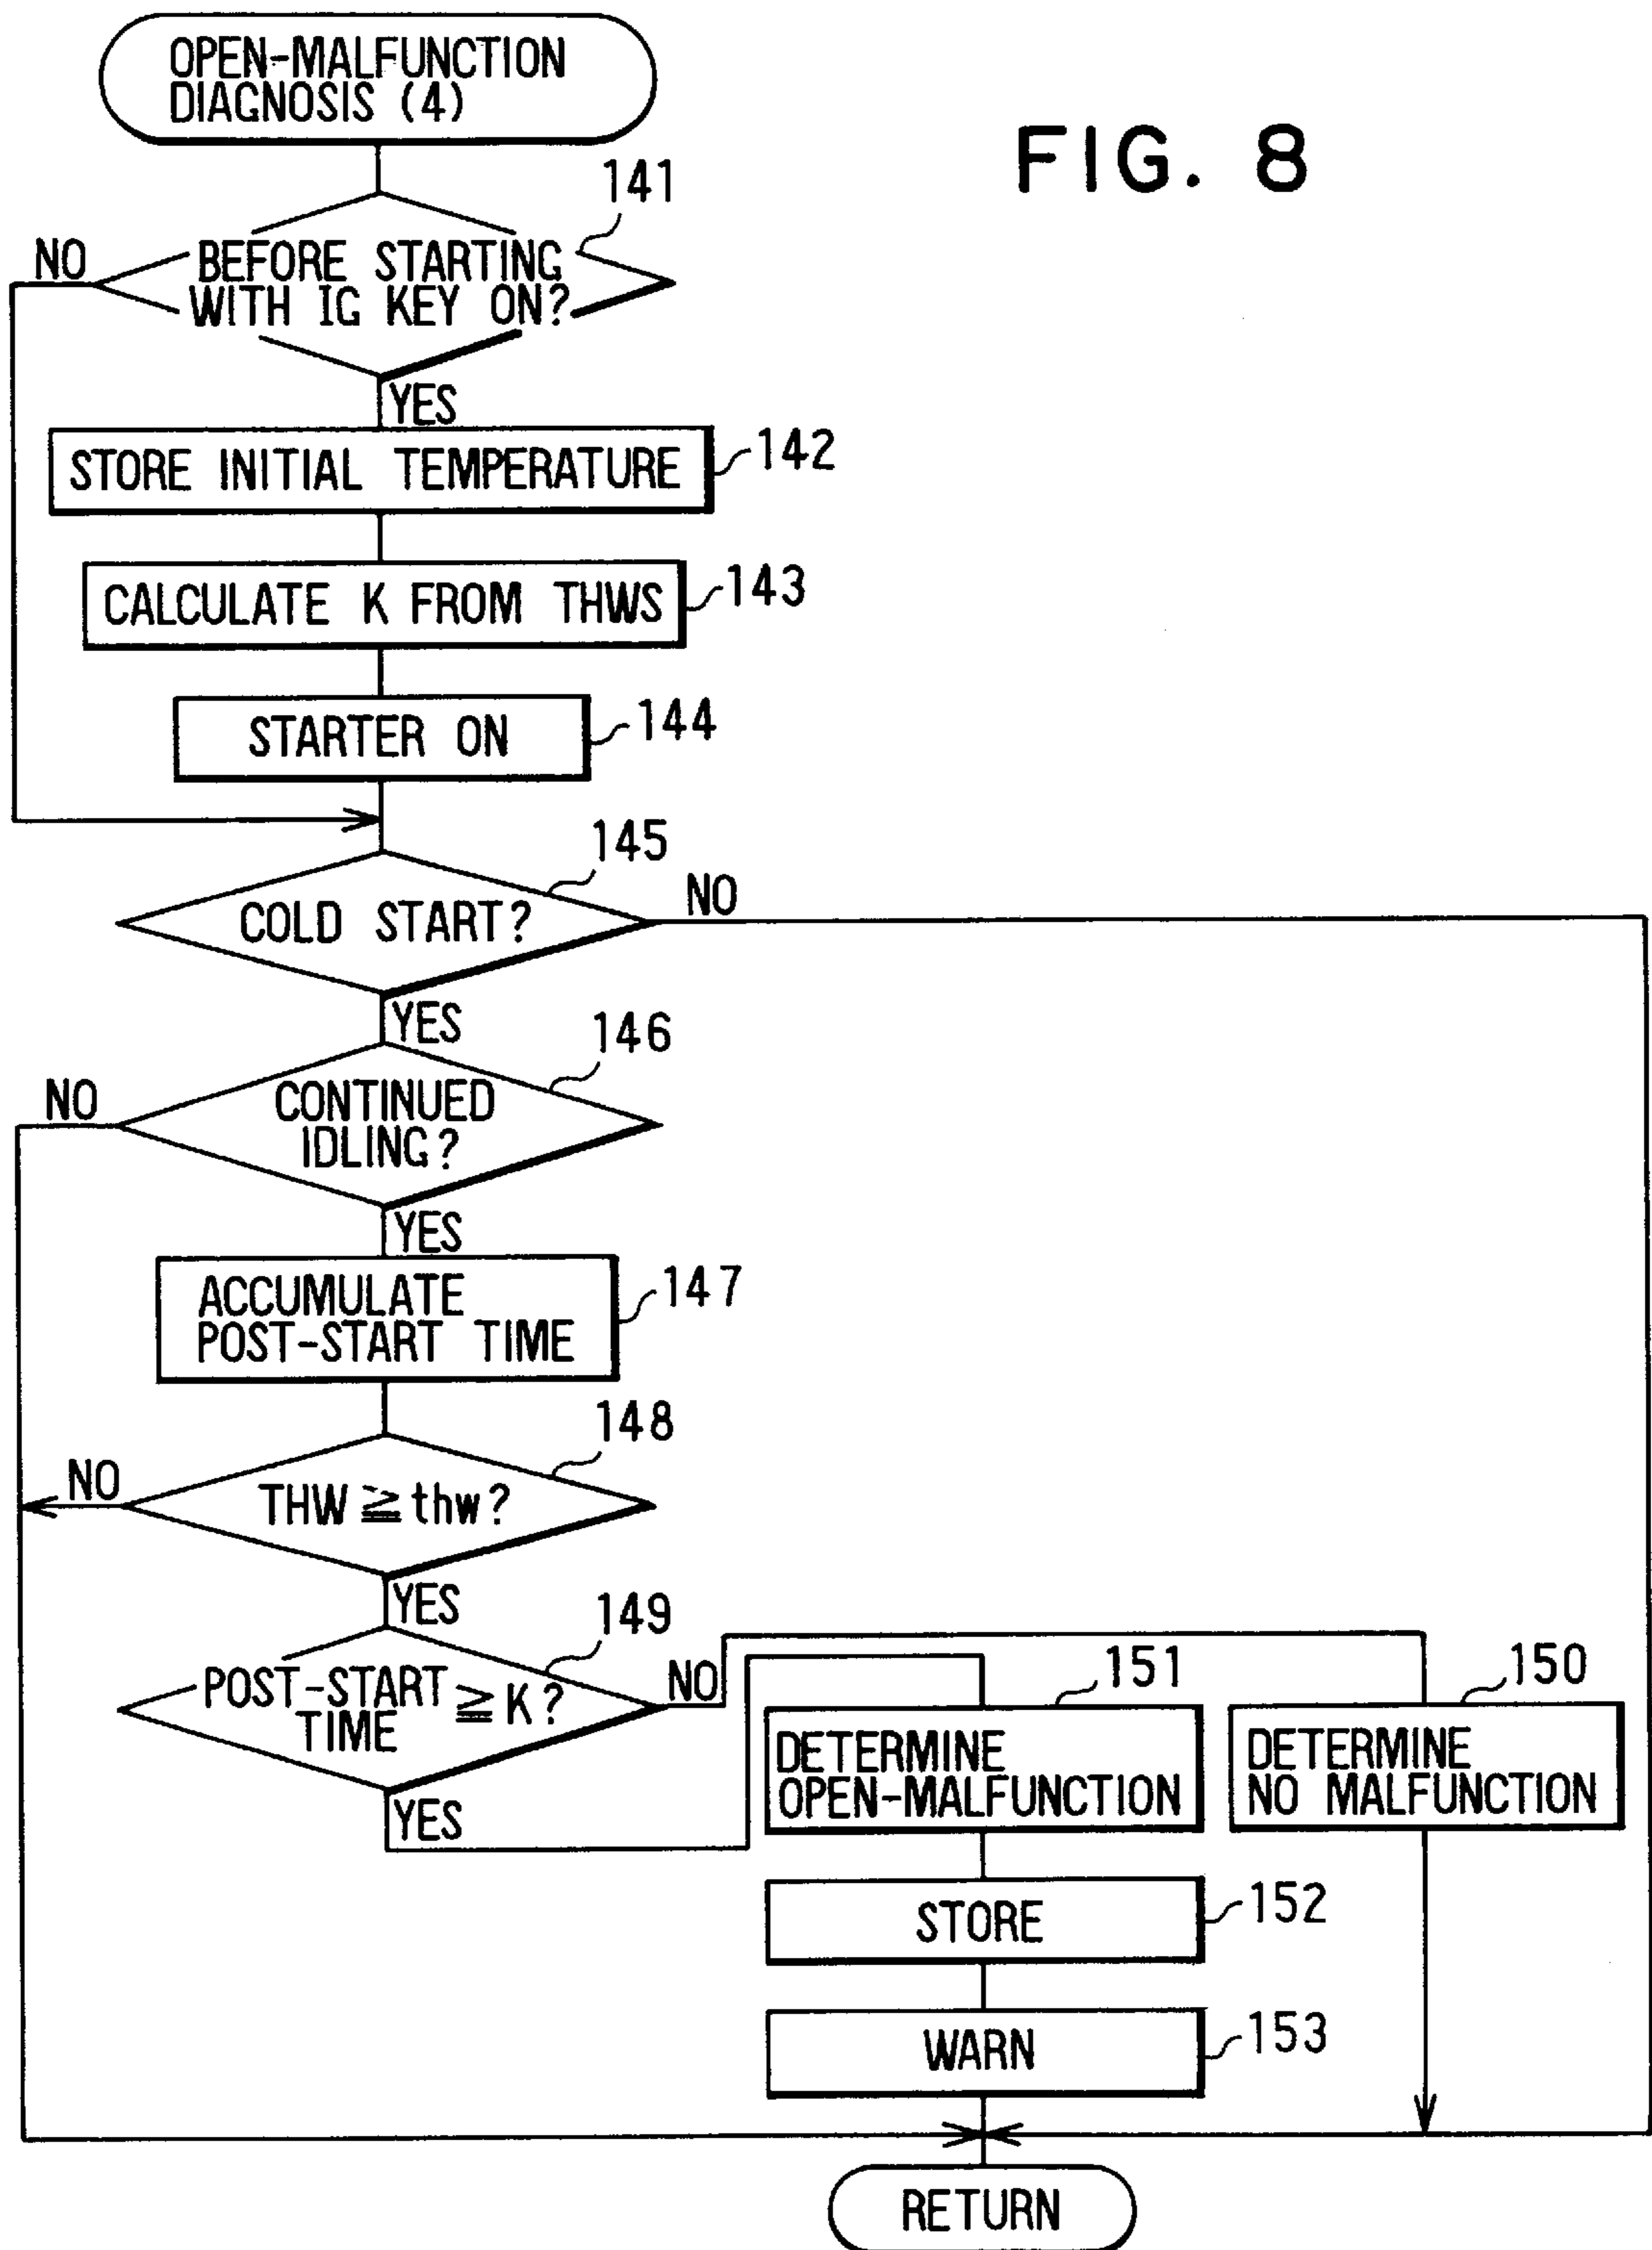 OPEN-MALFUNCTION
DIAGNOSIS (4)
FIG. 8
141
NO
BEFORE STARTING
WITH IG KEY ON?
YES
STORE INITIAL TEMPERATURE
142
CALCULATE K FROM THWS
143
STARTER ON
144
145
COLD START?
NO
YES
146
NO
CONTINUED
IDLING?
YES
ACCUMULATE
POST-START TIME
147
148
NO
THW ≧ thw?
YES
149
POST-START
TIME
≧ K?
NO
YES
151
DETERMINE
OPEN-MALFUNCTION
150
DETERMINE
NO MALFUNCTION
STORE
152
WARN
153
RETURN